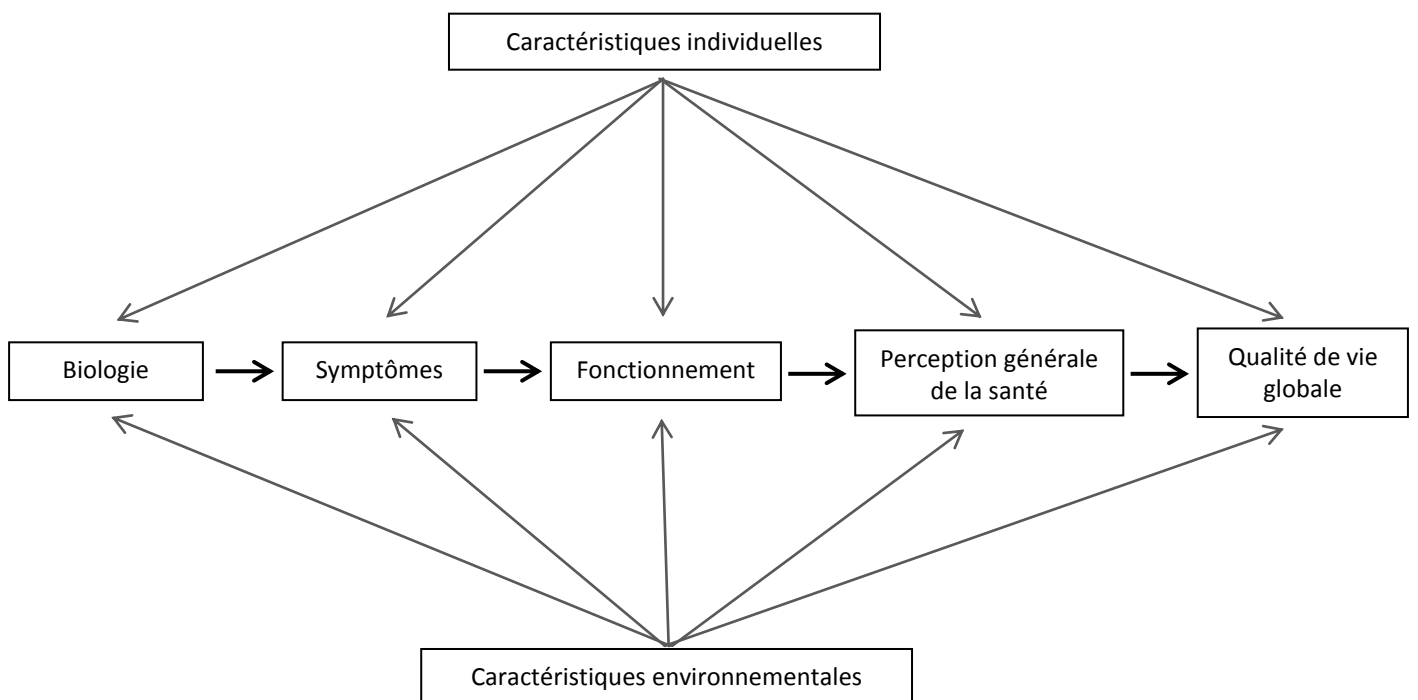 Caractéristiques individuelles
Biologie
Symptômes
Fonctionnement
Perception générale
de la santé
Qualité de vie
globale
Caractéristiques environnementales